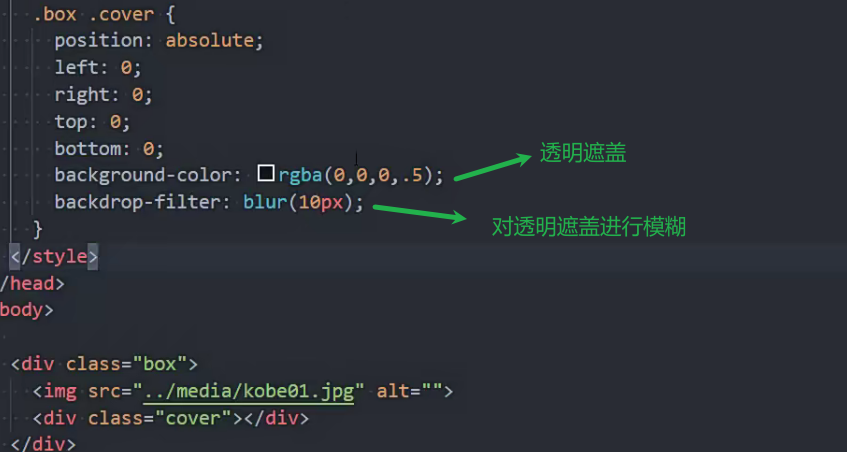 .box .cover {
position: absolute;
left: 0;
right: 0;
top: 0;
bottom: 0;
background-color: rgba(0,0,0,.5);
透明遮盖
backdrop-filter: blur(10px);
对透明遮盖进行模糊
}
</style>
/head>
body>
<div class="box">
<img src="../media/kobe01.jpg" alt="">
<div class="cover"></div>
</div>